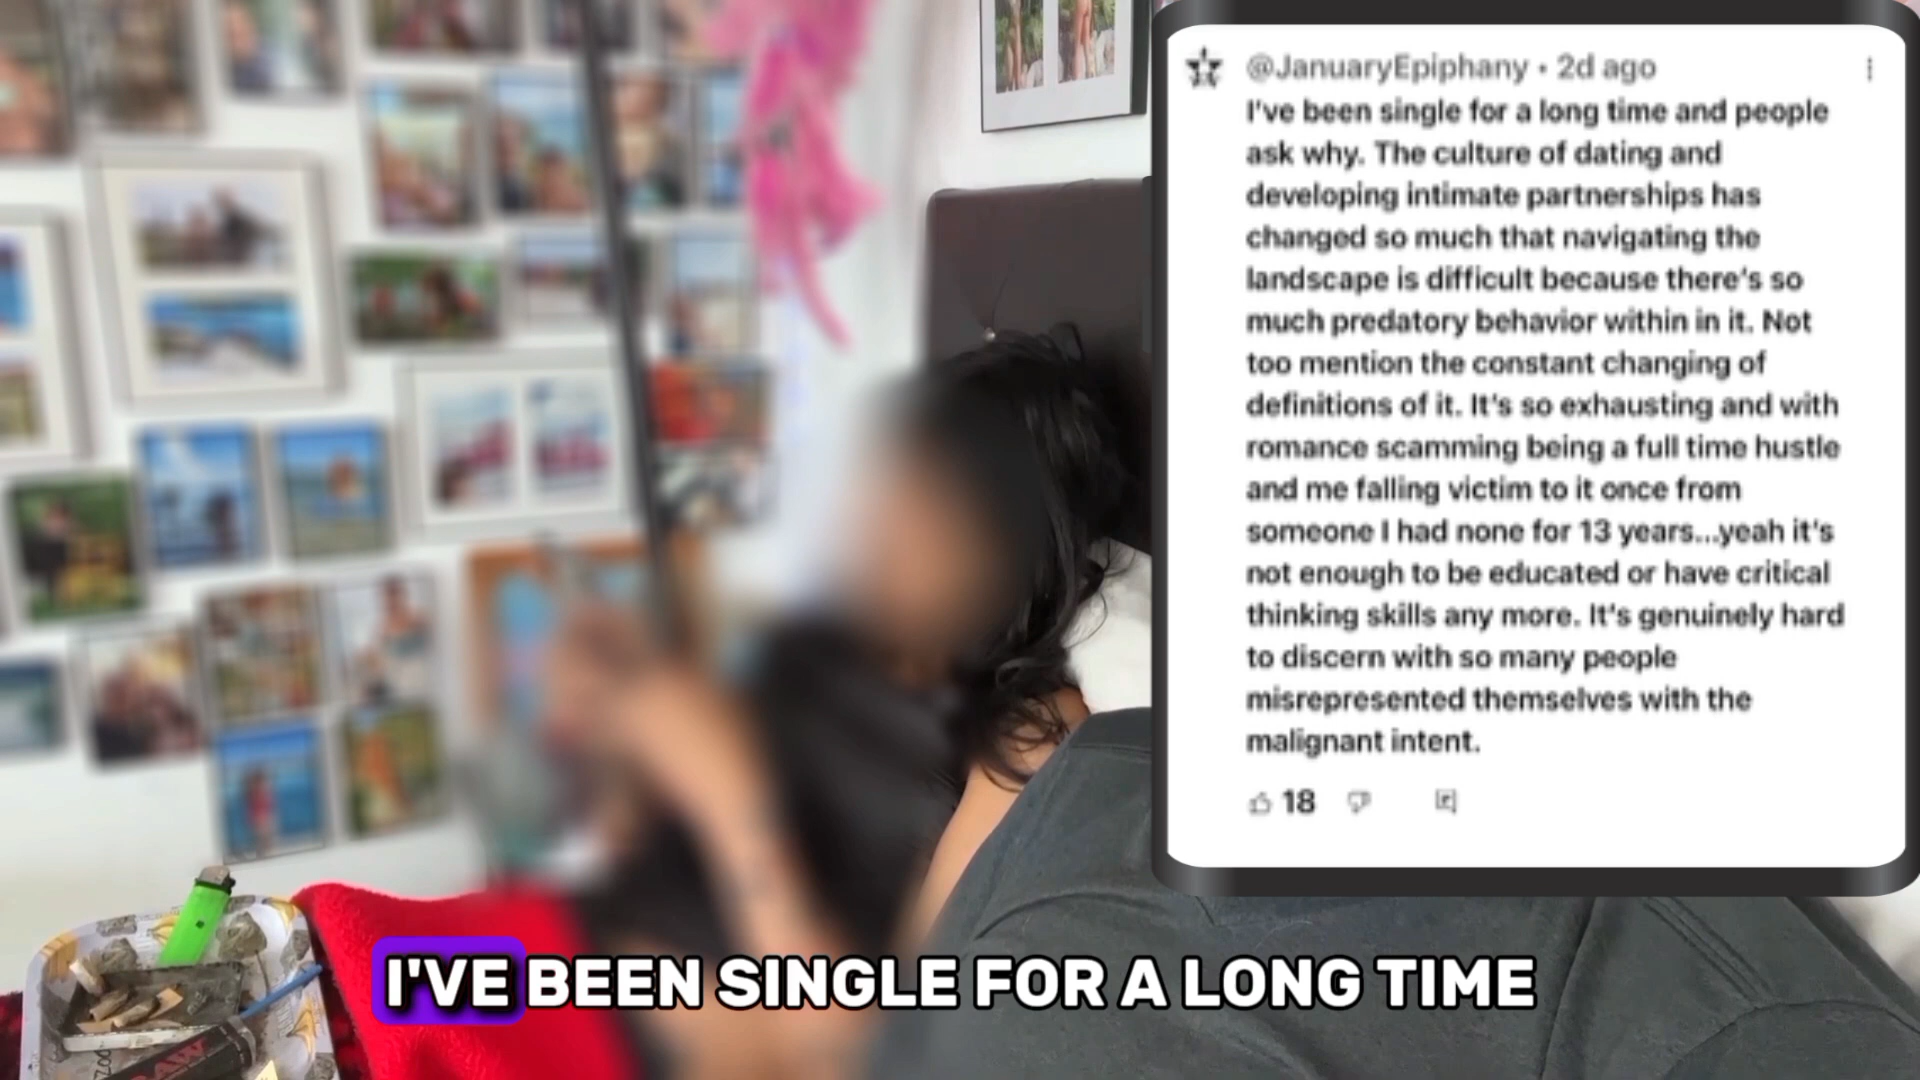 @JanuaryEpiphany • 2d ago
I've been single for a long time and people
ask why. The culture of dating and
developing intimate partnerships has
changed so much that navigating the
landscape is difficult because there's so
much predatory behavior within in it. Not
too mention the constant changing of
definitions of it. It's so exhausting and with
romance scamming being a full time hustle
and me falling victim to it once from
someone I had none for 13 years...yeah it's
not enough to be educated or have critical
thinking skills any more. It's genuinely hard
to discern with so many people
misrepresented themselves with the
malignant intent.
18
I'VE BEEN SINGLE FOR A LONG TIME
RAW